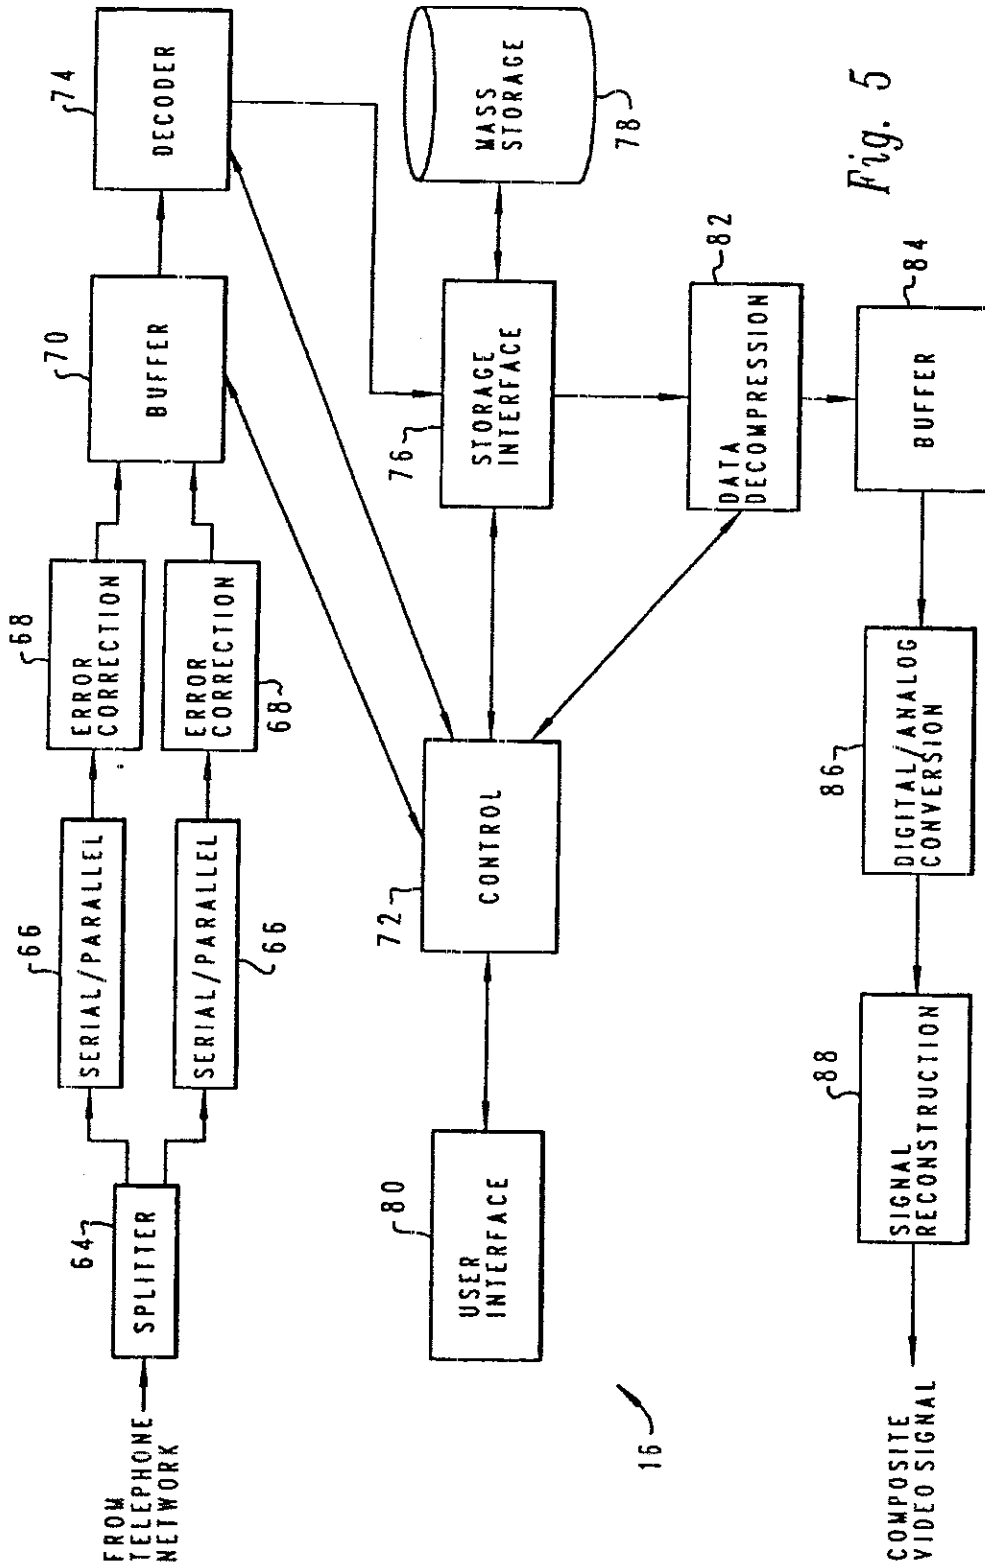 FROM
TELEPHONE
NETWORK
64
SPLITTER
66
SERIAL/PARALLEL
SERIAL/PARALLEL
66
68
ERROR
CORRECTION
ERROR
CORRECTION
68
70
BUFFER
74
DECODER
80
USER
INTERFACE
72
CONTROL
76
STORAGE
INTERFACE
MASS
STORAGE
78
16
82
DATA
DECOMPRESSION
COMPOSITE
VIDEO SIGNAL
88
SIGNAL
RECONSTRUCTION
86
DIGITAL/ANALOG
CONVERSION
84
BUFFER
Fig. 5